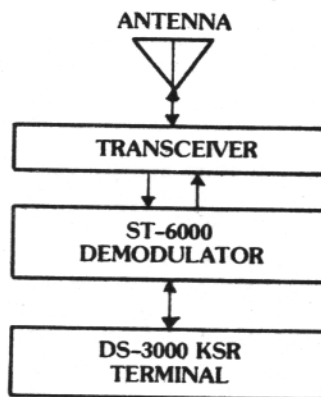 ANTENNA
TRANSCEIVER
ST-6000
DEMODULATOR
DS-3000 KSR
TERMINAL